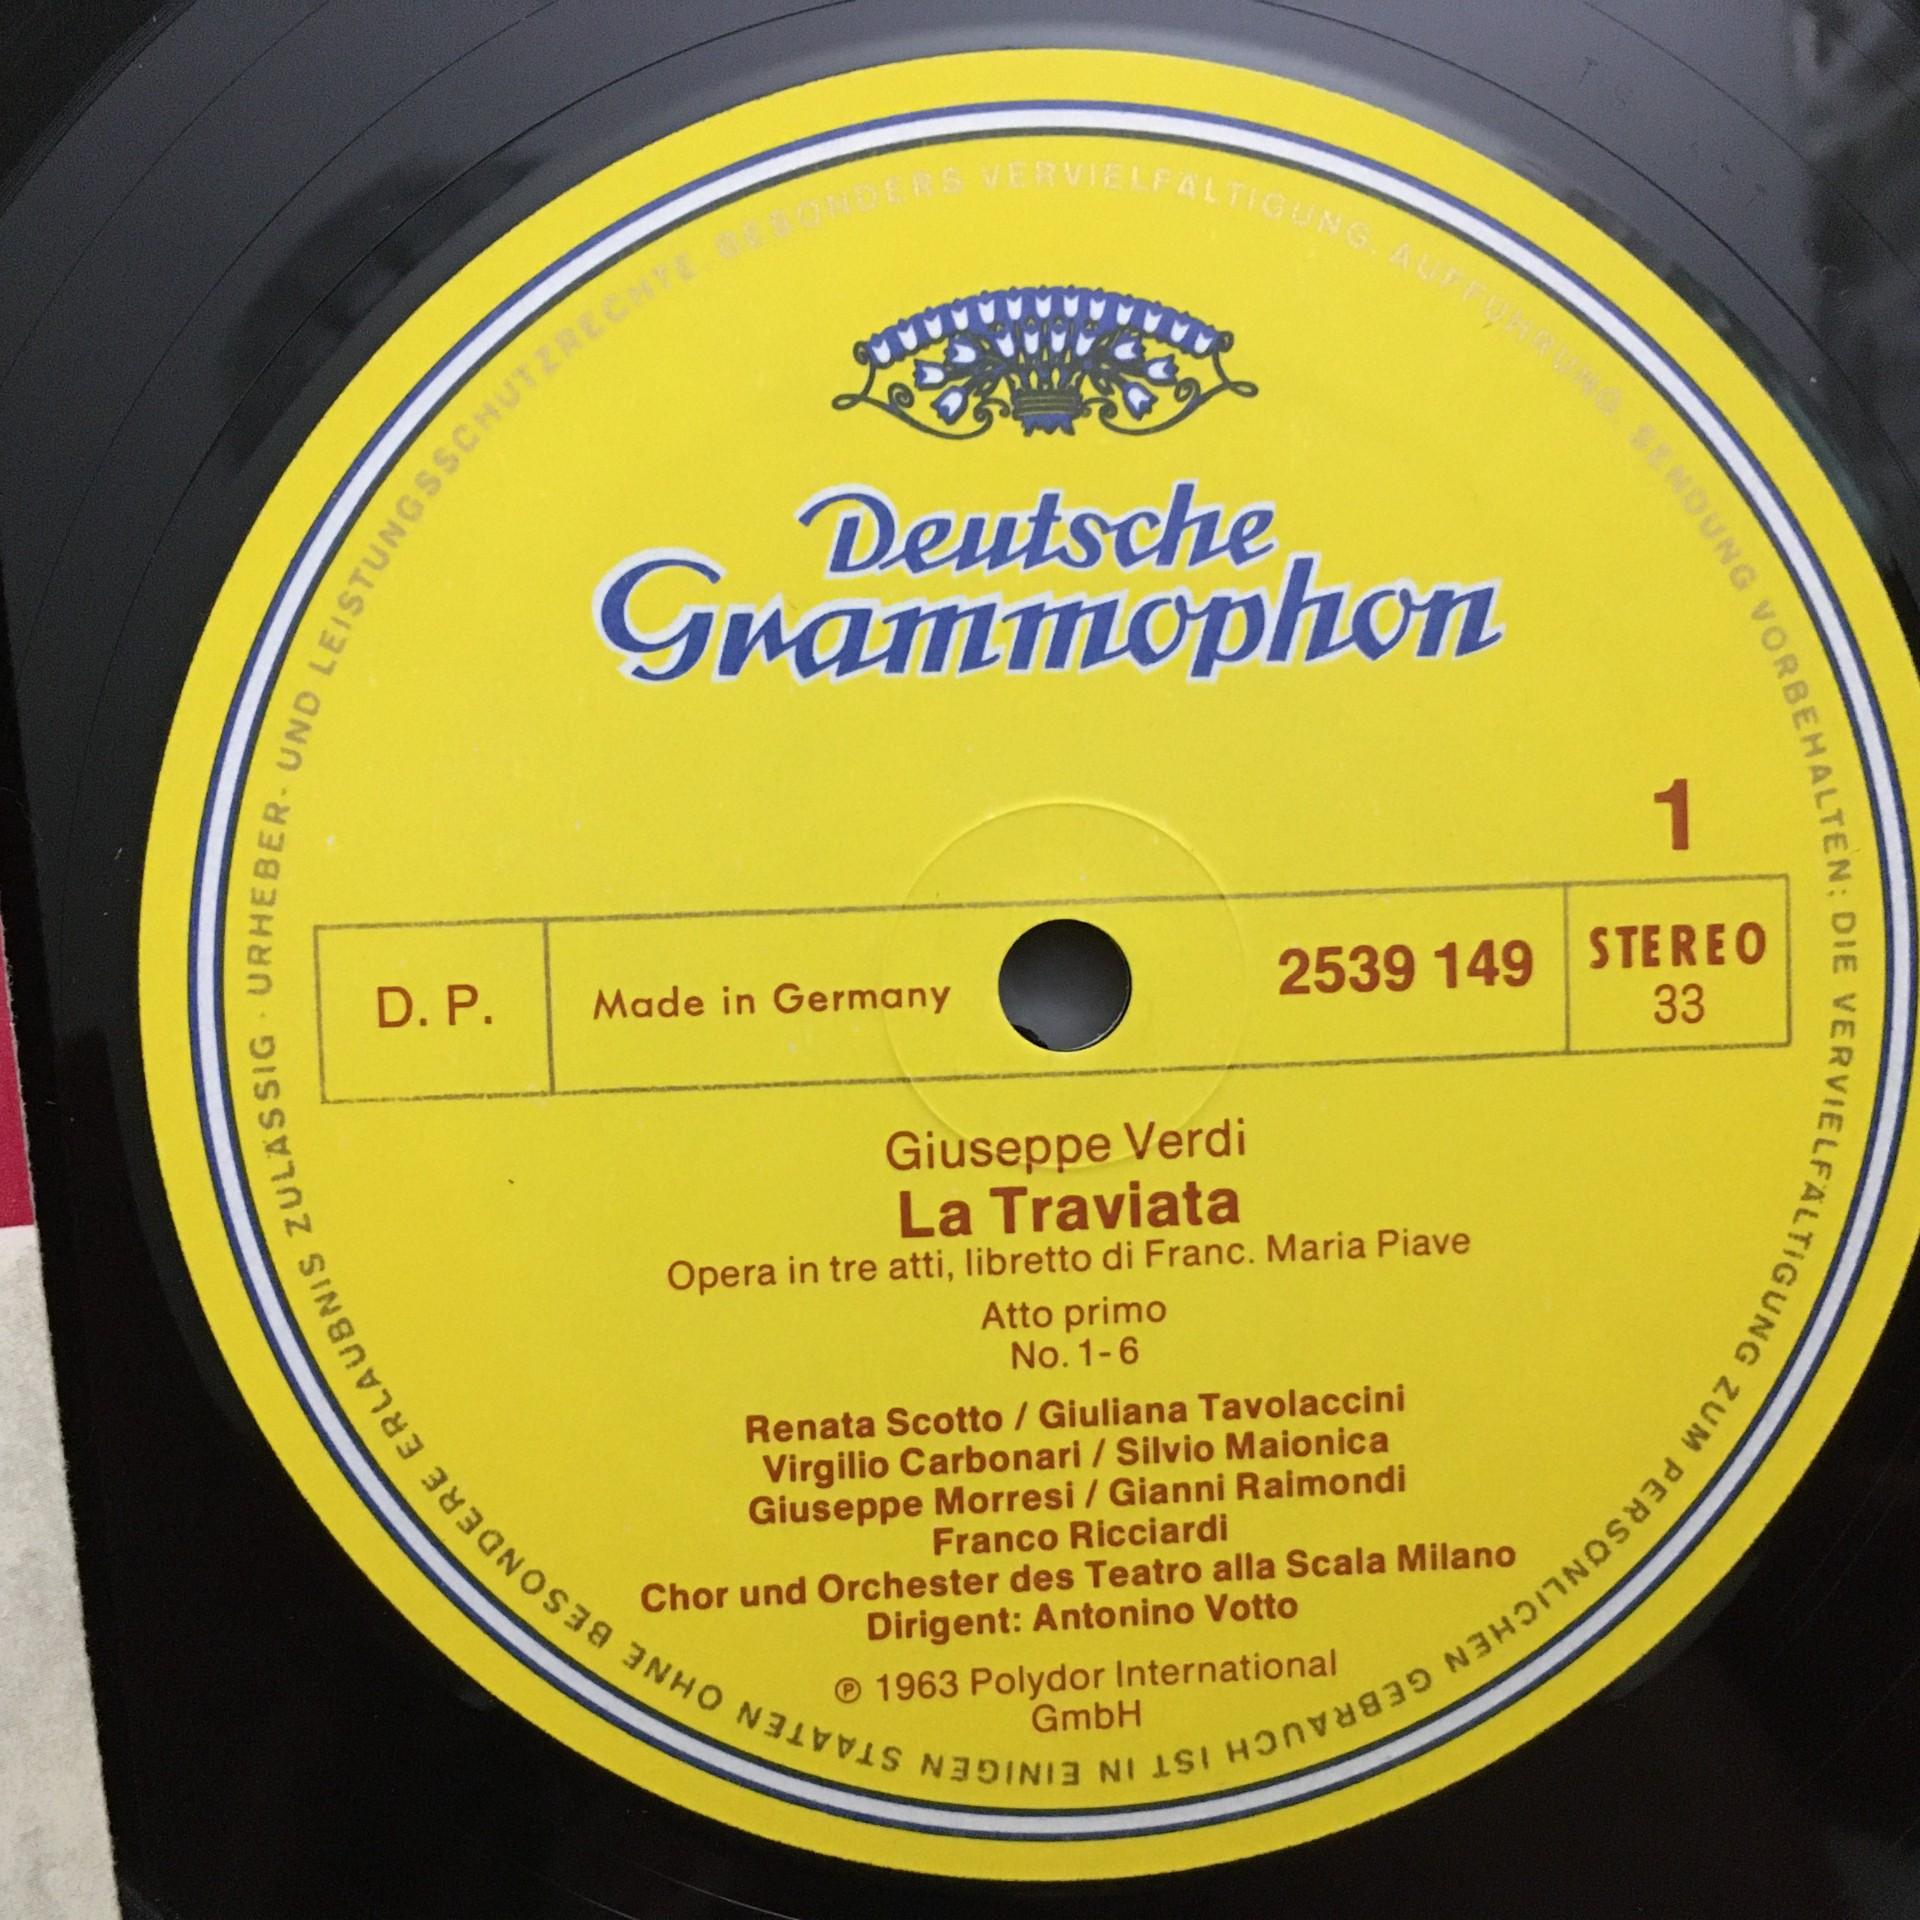 URHEBER- UND LEISTUNGSSCHUTZRECHTE. BESONDERS VERVIELFÄLTIGUNG, AUFFÜHRUNG, SENDUNG VORBEHALTEN; DIE VERVIELFÄLTIGUNG ZUM PERSÖNLICHEN GEBRAUCH IST IN EINIGEN STAATEN OHNE BESONDERE ERLAUBNIS ZULÄSSIG ·
Deutsche
Grammophon
1
D. P.
Made in Germany
2539 149
STEREO
33
Giuseppe Verdi
La Traviata
Opera in tre atti, libretto di Franc. Maria Piave
Atto primo
No. 1-6
Renata Scotto / Giuliana Tavolaccini
Virgilio Carbonari / Silvio Maionica
Giuseppe Morresi / Gianni Raimondi
Franco Ricciardi
Chor und Orchester des Teatro alla Scala Milano
Dirigent: Antonino Votto
℗ 1963 Polydor International
GmbH